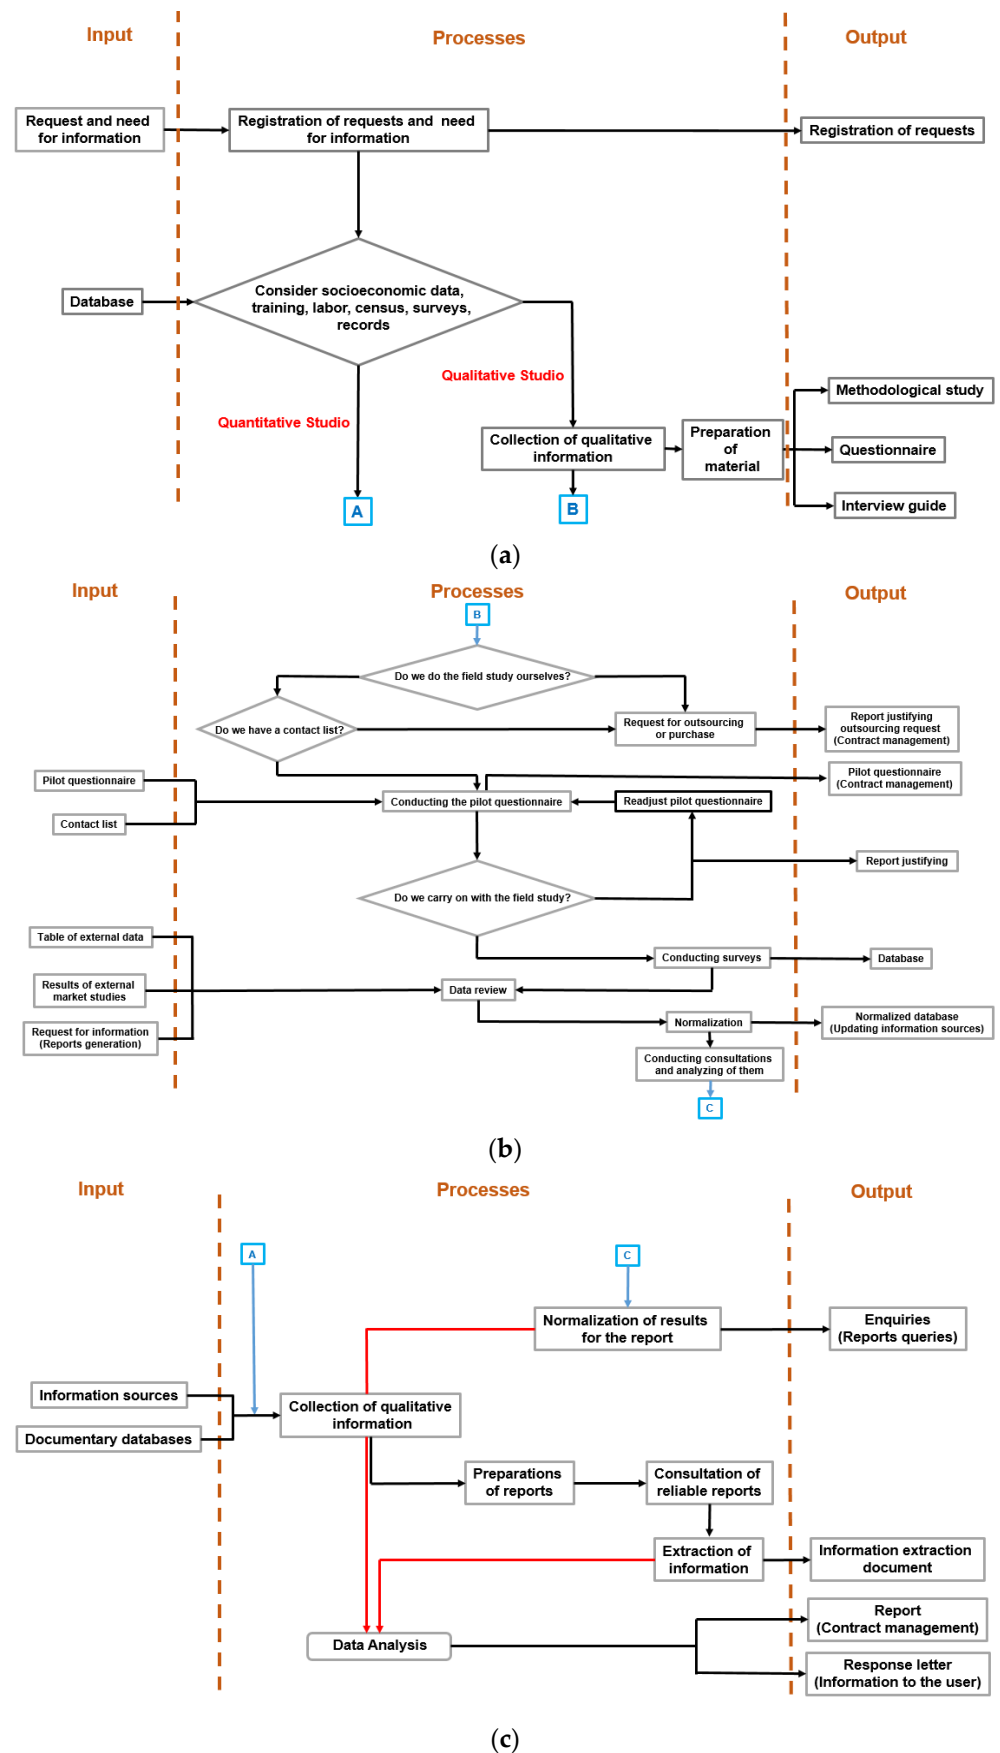 Input
Processes
Output
Request and need
for information
Registration of requests and need
for information
Registration of requests
Database
Consider socioeconomic data,
training, labor, census, surveys,
records
Qualitative Studio
Quantitative Studio
Collection of qualitative
information
Preparation
of
material
Methodological study
Questionnaire
Interview guide
A
B
(a)
Input
Processes
Output
B
Do we do the field study ourselves?
Do we have a contact list?
Request for outsourcing
or purchase
Report justifying
outsourcing request
(Contract management)
Pilot questionnaire
Pilot questionnaire
(Contract management)
Conducting the pilot questionnaire
Readjust pilot questionnaire
Contact list
Report justifying
Do we carry on with the field study?
Table of external data
Conducting surveys
Database
Results of external
market studies
Data review
Request for information
(Reports generation)
Normalization
Normalized database
(Updating information sources)
Conducting consultations
and analyzing of them
C
(b)
Input
Processes
Output
A
C
Normalization of results
for the report
Enquiries
(Reports queries)
Information sources
Documentary databases
Collection of qualitative
information
Preparations
of reports
Consultation of
reliable reports
Extraction of
information
Information extraction
document
Data Analysis
Report
(Contract management)
Response letter
(Information to the user)
(c)